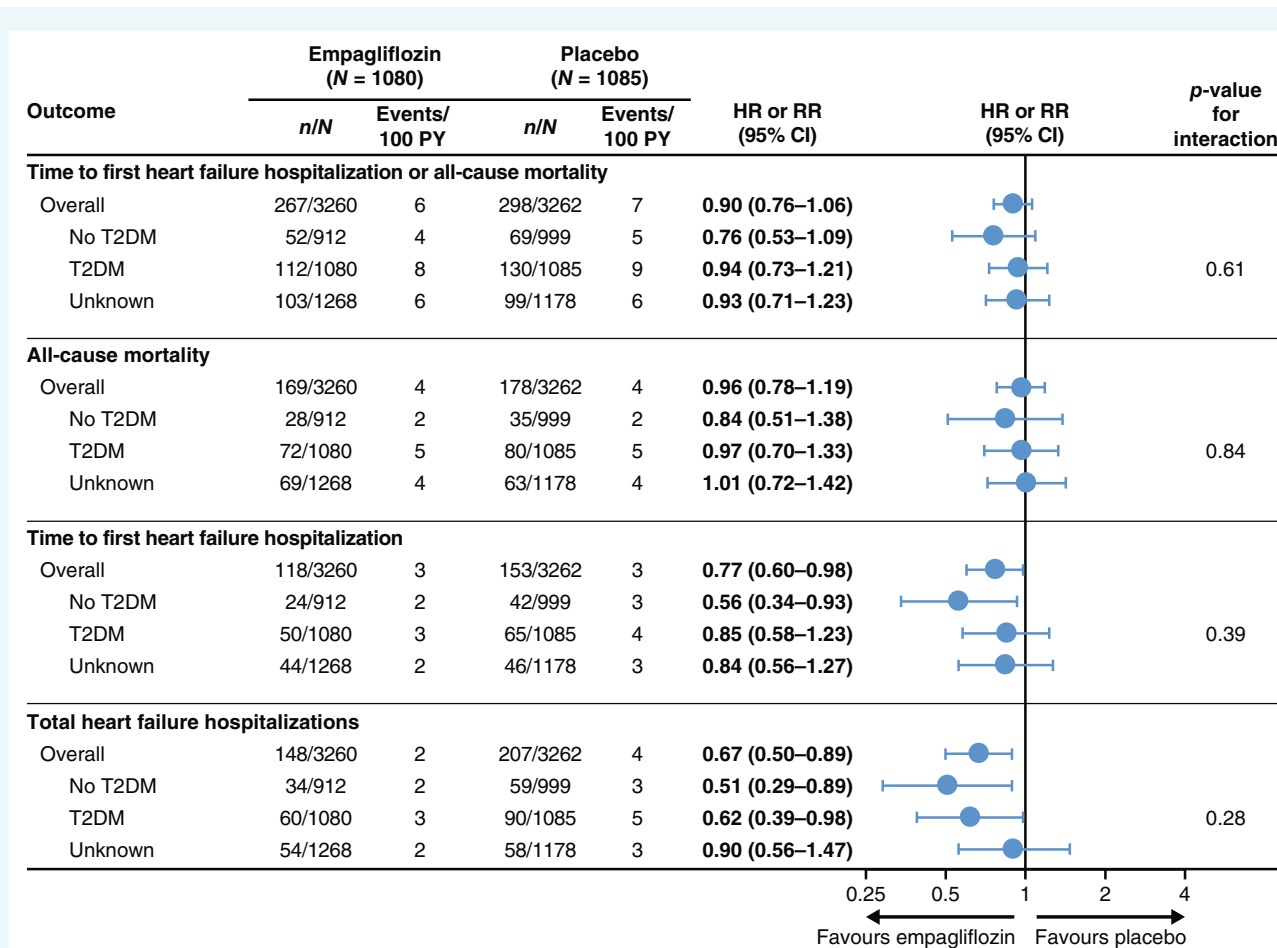 Empagliflozin Placebo
(N = 1080) (N = 1085)
p-value
Outcome n/N Events/ n/N Events/ HR or RR HR or RR for
100 PY 100 PY (95% CI) (95% CI) interaction
Time to first heart failure hospitalization or all-cause mortality
Overall 267/3260 6 298/3262 7 0.90 (0.76–1.06)
No T2DM 52/912 4 69/999 5 0.76 (0.53–1.09)
T2DM 112/1080 8 130/1085 9 0.94 (0.73–1.21) 0.61
Unknown 103/1268 6 99/1178 6 0.93 (0.71–1.23)
All-cause mortality
Overall 169/3260 4 178/3262 4 0.96 (0.78–1.19)
No T2DM 28/912 2 35/999 2 0.84 (0.51–1.38)
T2DM 72/1080 5 80/1085 5 0.97 (0.70–1.33) 0.84
Unknown 69/1268 4 63/1178 4 1.01 (0.72–1.42)
Time to first heart failure hospitalization
Overall 118/3260 3 153/3262 3 0.77 (0.60–0.98)
No T2DM 24/912 2 42/999 3 0.56 (0.34–0.93)
T2DM 50/1080 3 65/1085 4 0.85 (0.58–1.23) 0.39
Unknown 44/1268 2 46/1178 3 0.84 (0.56–1.27)
Total heart failure hospitalizations
Overall 148/3260 2 207/3262 4 0.67 (0.50–0.89)
No T2DM 34/912 2 59/999 3 0.51 (0.29–0.89)
T2DM 60/1080 3 90/1085 5 0.62 (0.39–0.98) 0.28
Unknown 54/1268 2 58/1178 3 0.90 (0.56–1.47)
0.25 0.5 1 2 4
Favours empagliflozin Favours placebo